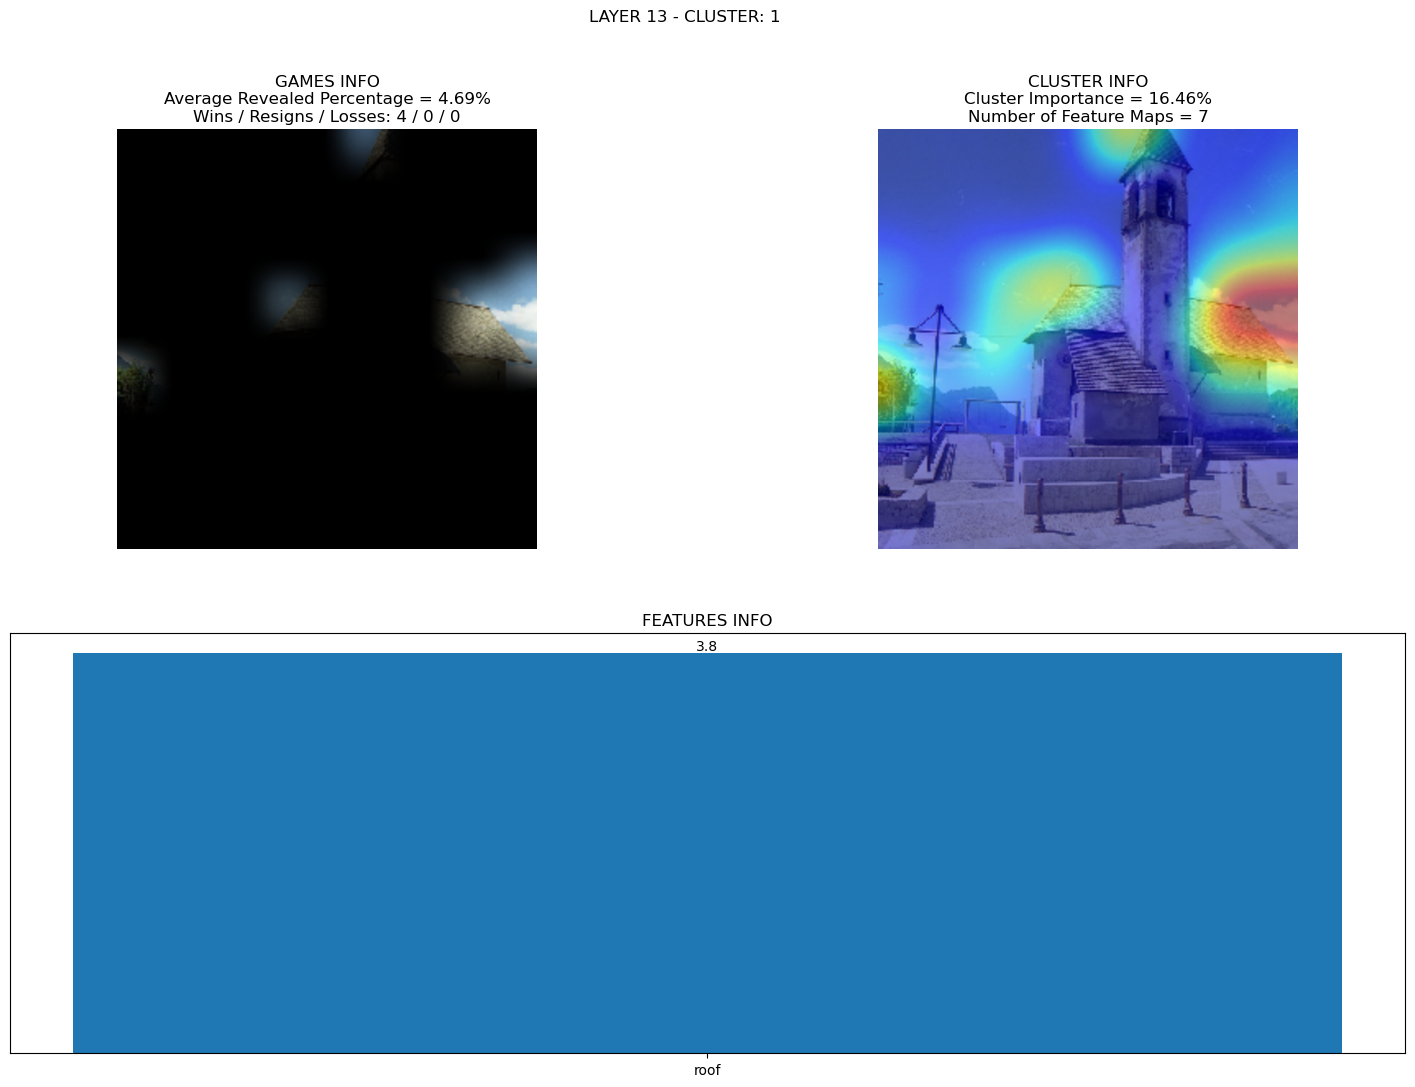 LAYER 13 - CLUSTER: 1
GAMES INFO
Average Revealed Percentage = 4.69%
Wins / Resigns / Losses: 4 / 0 / 0
CLUSTER INFO
Cluster Importance = 16.46%
Number of Feature Maps = 7
FEATURES INFO
3.8
roof